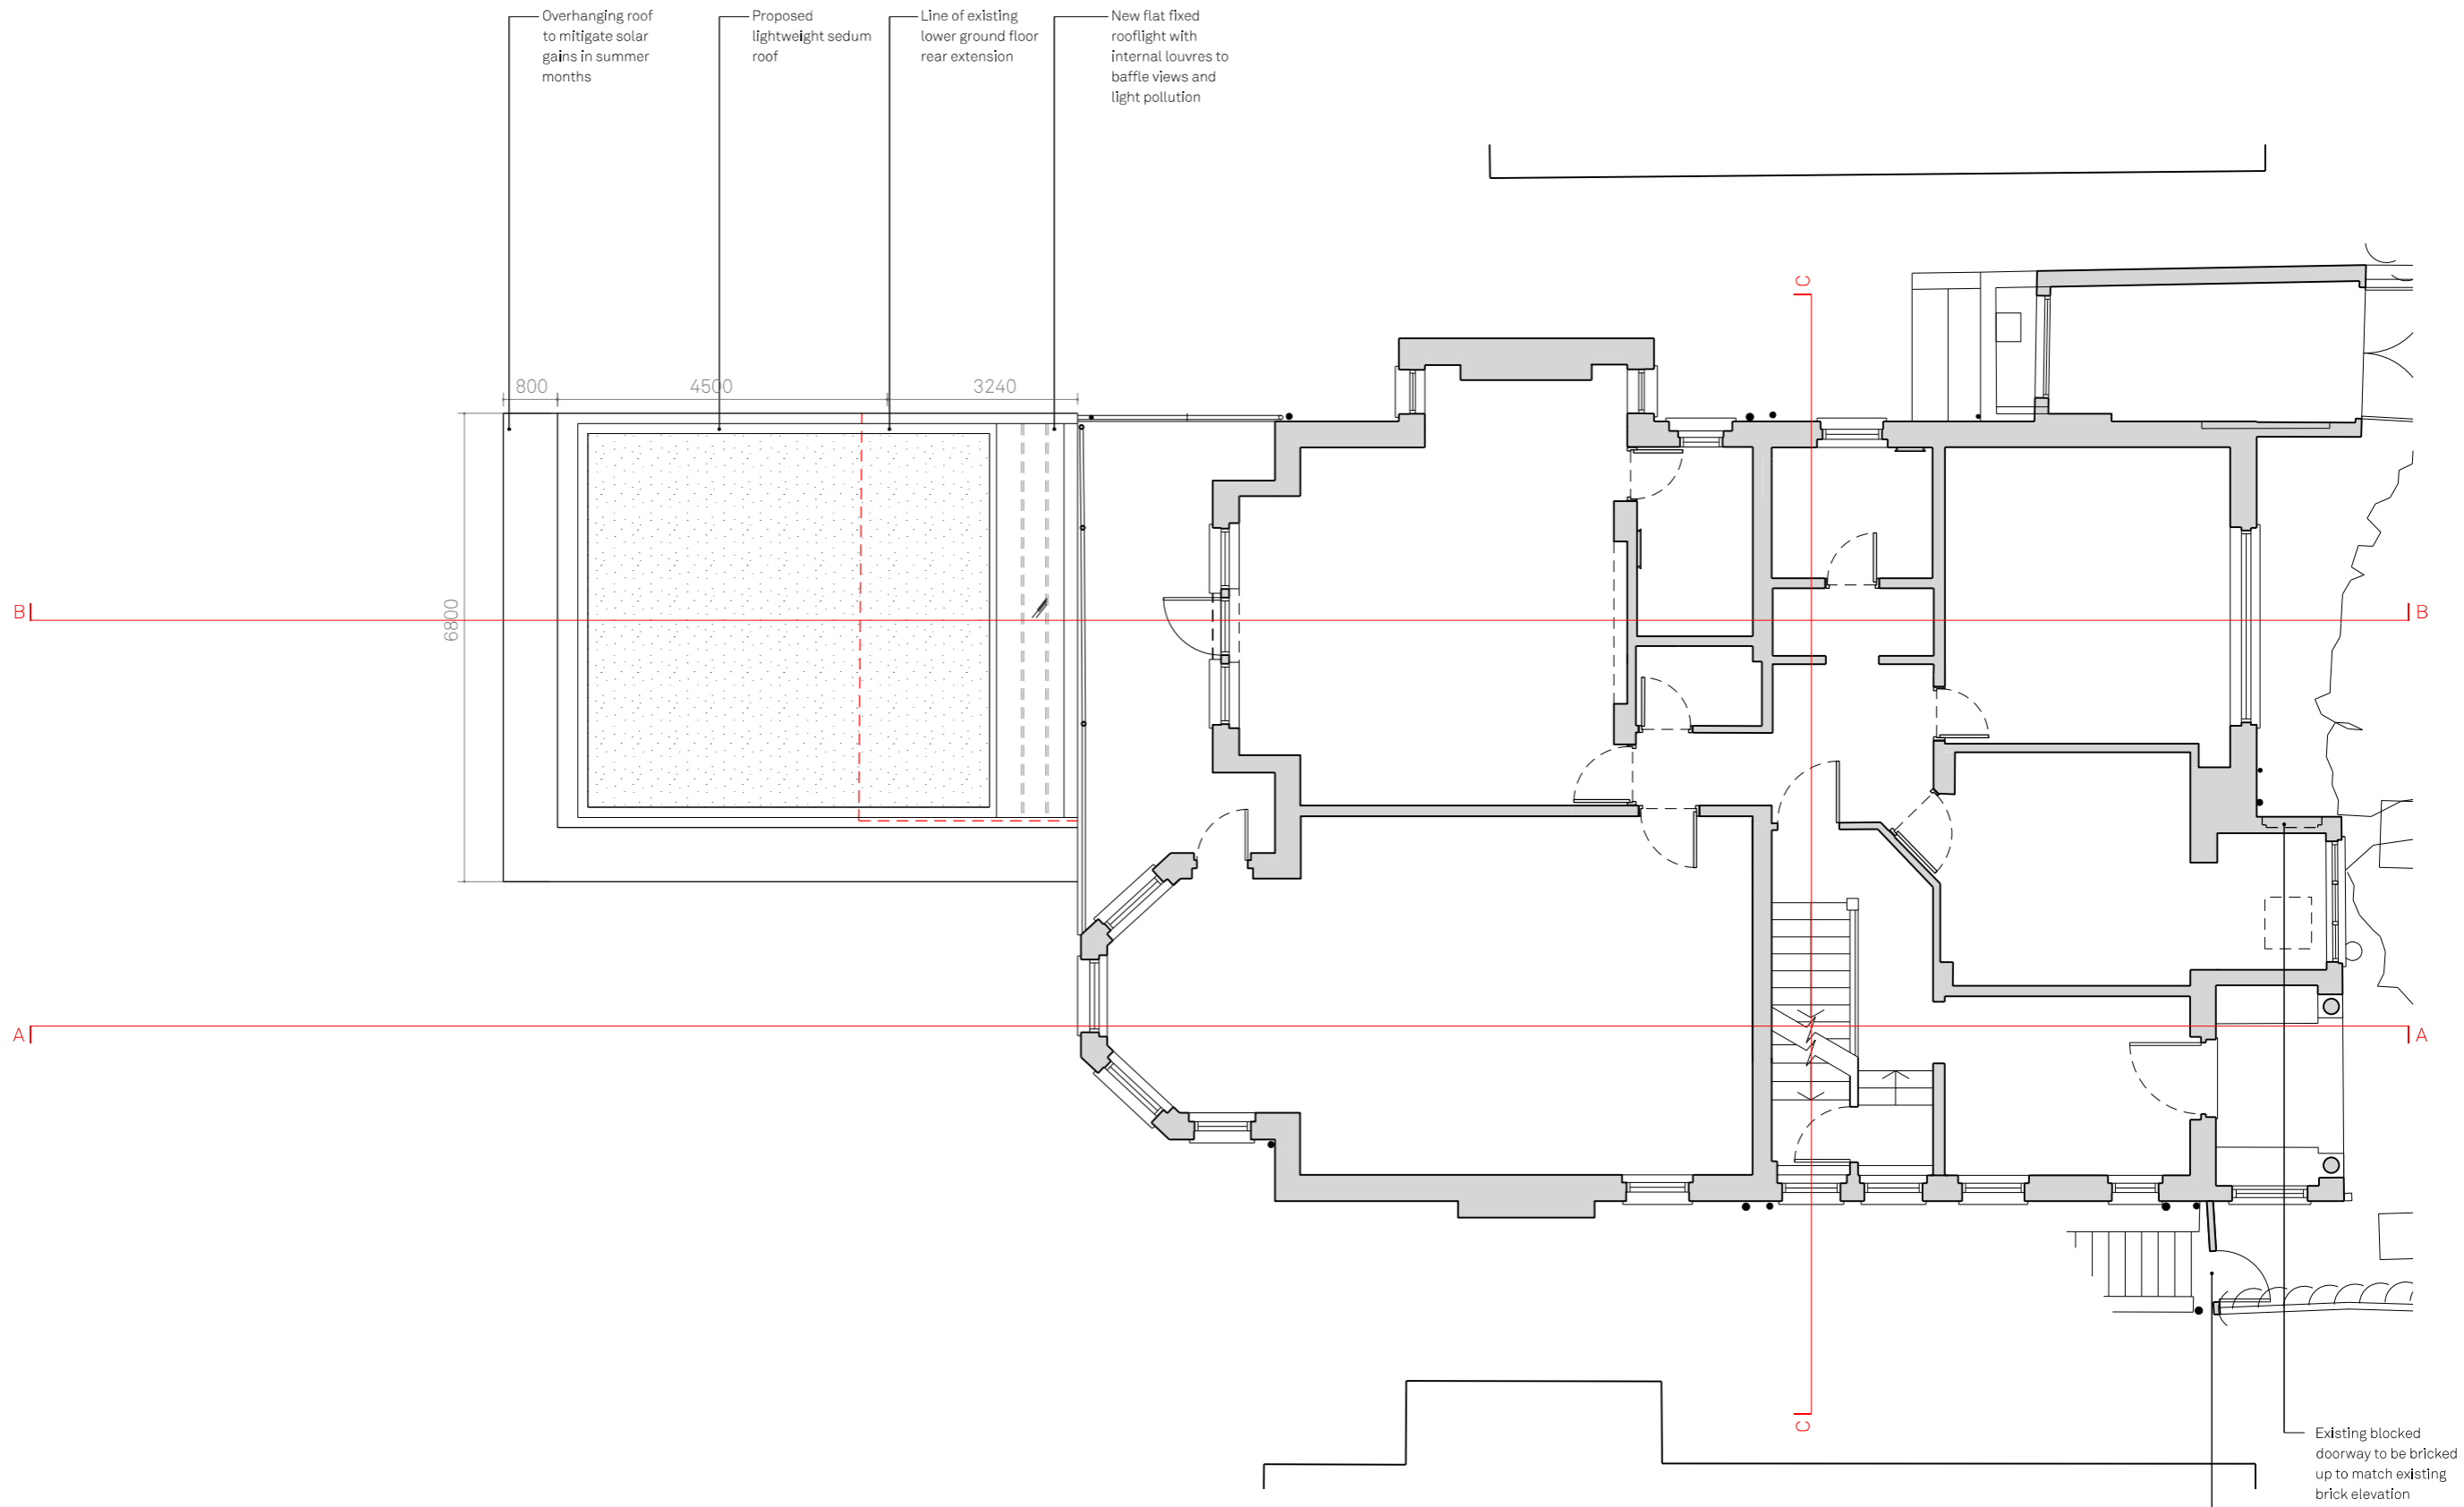 Overhanging roof
to mitigate solar
gains in summer
months
Proposed
lightweight sedum
roof
Line of existing
lower ground floor
rear extension
New flat fixed
rooflight with
internal louvres to
baffle views and
light pollution
C
800
4500
3240
6800
B
B
A
A
C
Existing blocked
doorway to be bricked
up to match existing
brick elevation